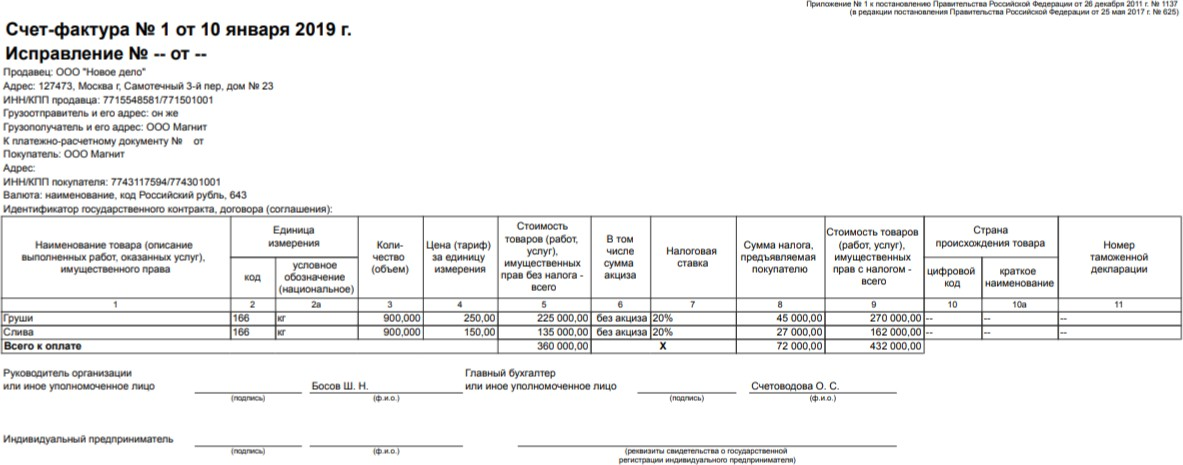 Приложение № 1 к постановлению Правительства Российской Федерации от 26 декабря 2011 г. № 1137
(в редакции постановления Правительства Российской Федерации от 25 мая 2017 г. № 625)
Счет-фактура № 1 от 10 января 2019 г.
Исправление № -- от --
Продавец: ООО "Новое дело"
Адрес: 127473, Москва г, Самотечный 3-й пер, дом № 23
ИНН/КПП продавца: 7715548581/771501001
Грузоотправитель и его адрес: он же
Грузополучатель и его адрес: ООО Магнит
К платежно-расчетному документу № от
Покупатель: ООО Магнит
Адрес:
ИНН/КПП покупателя: 7743117594/774301001
Валюта: наименование, код Российский рубль, 643
Идентификатор государственного контракта, договора (соглашения):
Наименование товара (описание
выполненных работ, оказанных услуг),
имущественного права
Единица
измерения
код
условное
обозначение
(национальное)
Коли-
чество
(объем)
Цена (тариф)
за единицу
измерения
Стоимость
товаров (работ,
услуг),
имущественных
прав без налога -
всего
В том
числе
сумма
акциза
Налоговая
ставка
Сумма налога,
предъявляемая
покупателю
Стоимость товаров
(работ, услуг),
имущественных
прав с налогом -
всего
Страна
происхождения товара
цифровой
код
краткое
наименование
Номер
таможенной
декларации
1 2 2а 3 4 5 6 7 8 9 10 10а 11
Груши 166 кг 900,000 250,00 225 000,00 без акциза 20% 45 000,00 270 000,00 -- -- --
Слива 166 кг 900,000 150,00 135 000,00 без акциза 20% 27 000,00 162 000,00 -- -- --
Всего к оплате 360 000,00 Х 72 000,00 432 000,00
Руководитель организации
или иное уполномоченное лицо
Босов Ш. Н.
(подпись) (ф.и.о.)
Главный бухгалтер
или иное уполномоченное лицо
Счетоводова О. С.
(подпись) (ф.и.о.)
Индивидуальный предприниматель
(подпись) (ф.и.о.)
(реквизиты свидетельства о государственной
регистрации индивидуального предпринимателя)